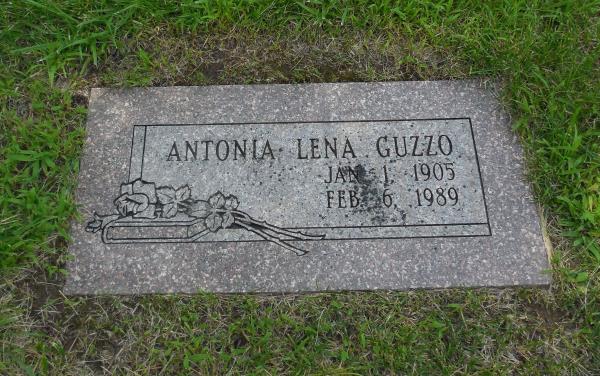 ANTONIA LENA GUZZO
JAN 1, 1905
FEB. 6, 1989